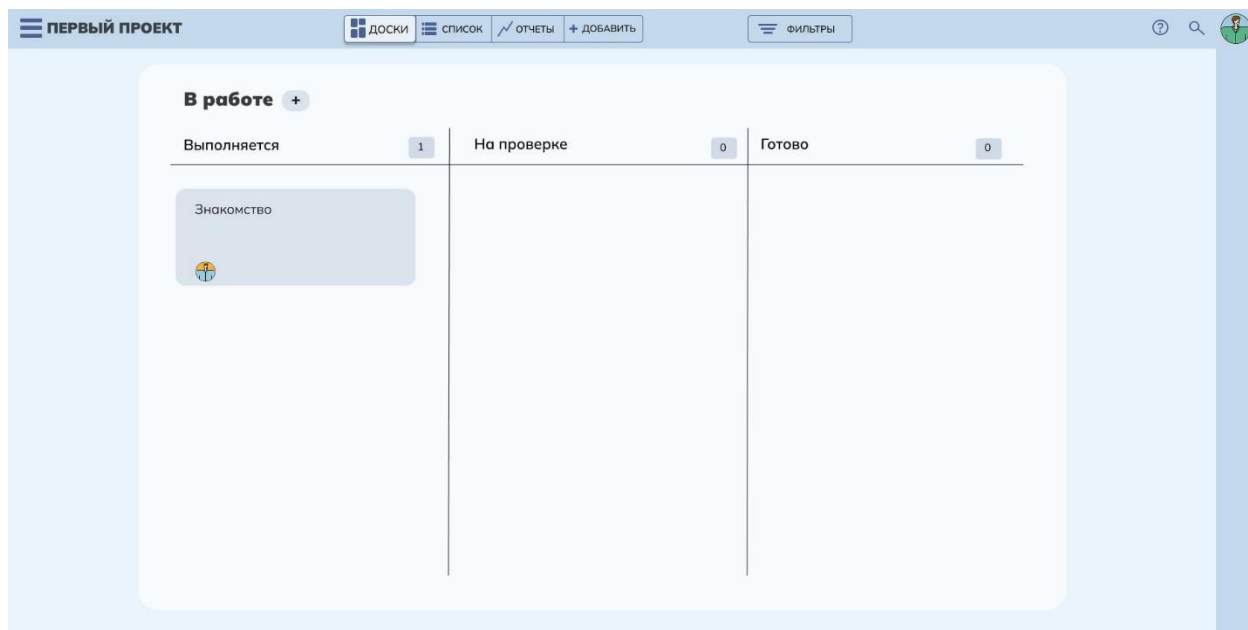 ПЕРВЫЙ ПРОЕКТ
ДОСКИ СПИСОК ОТЧЕТЫ + ДОБАВИТЬ
ФИЛЬТРЫ
В работе +
Выполняется 1
На проверке 0
Готово 0
Знакомство